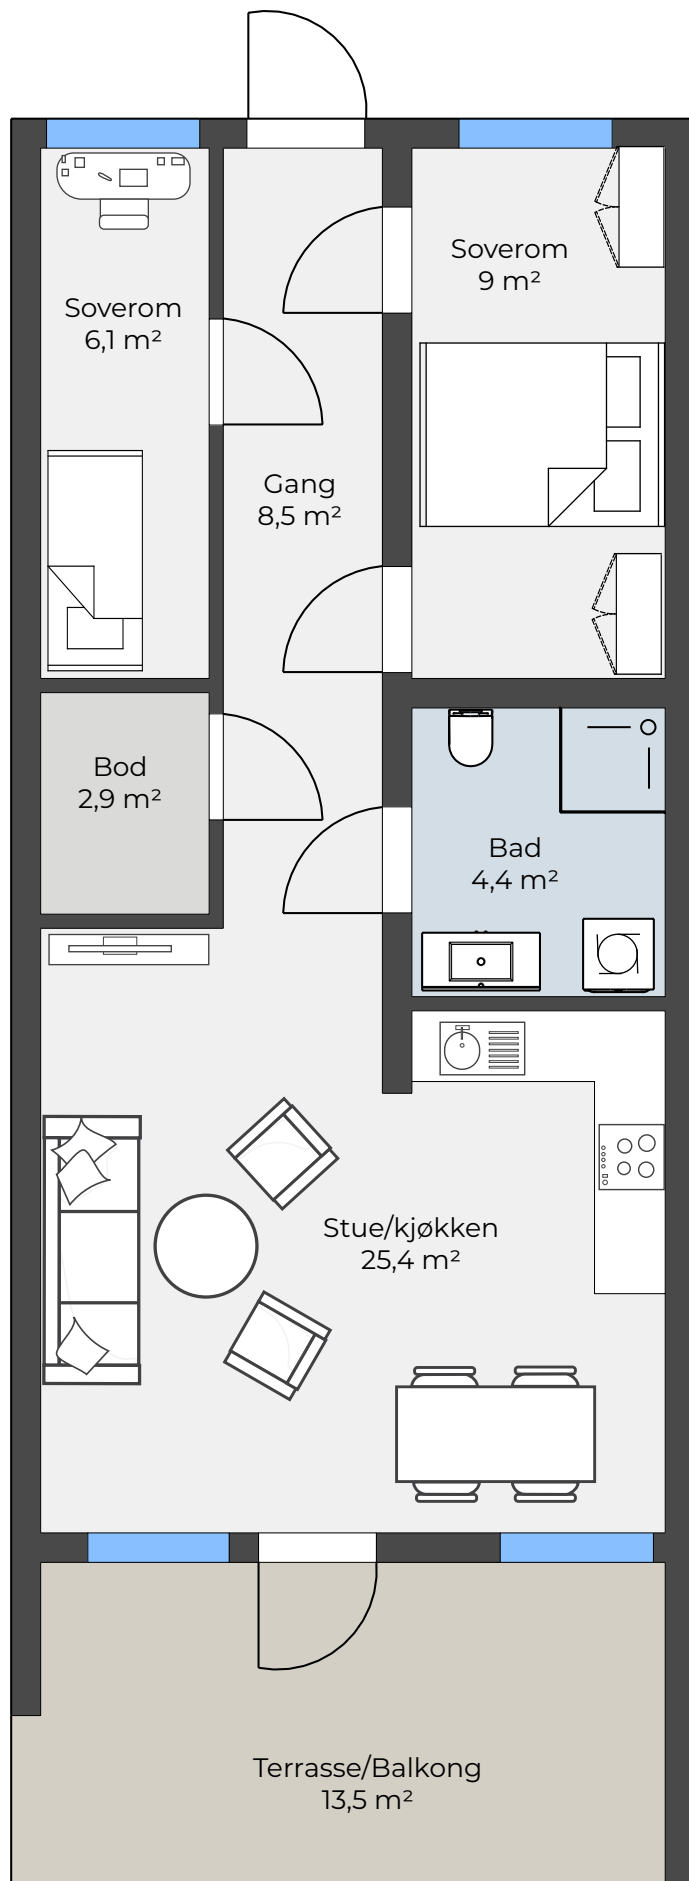 Soverom
9 m²
Soverom
6,1 m²
Gang
8,5 m²
Bod
2,9 m²
Bad
4,4 m²
Stue/kjøkken
25,4 m²
Terrasse/Balkong
13,5 m²